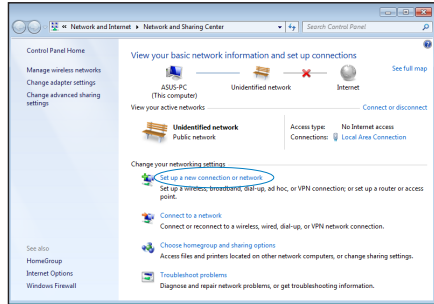 Network and Internet ▸ Network and Sharing Center
Search Control Panel
Control Panel Home
Manage wireless networks
Change adapter settings
Change advanced sharing
settings
View your basic network information and set up connections
See full map
ASUS-PC
(This computer)
Unidentified network
Internet
View your active networks
Connect or disconnect
Unidentified network
Public network
Access type: No Internet access
Connections: Local Area Connection
Change your networking settings
Set up a new connection or network
Set up a wireless, broadband, dial-up, ad hoc, or VPN connection; or set up a router or access
point.
Connect to a network
Connect or reconnect to a wireless, wired, dial-up, or VPN network connection.
Choose homegroup and sharing options
Access files and printers located on other network computers, or change sharing settings.
Troubleshoot problems
Diagnose and repair network problems, or get troubleshooting information.
See also
HomeGroup
Internet Options
Windows Firewall